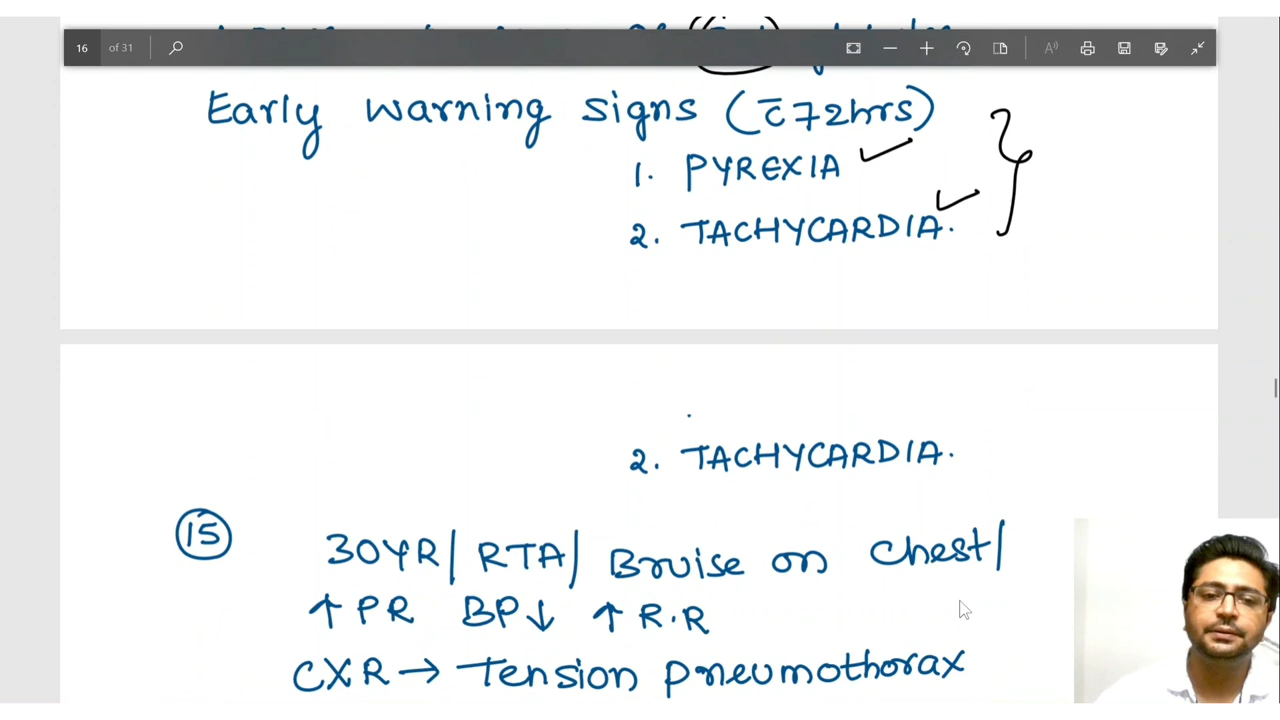 16 of 31
Early warning signs (c̄ 72hrs)
1. PYREXIA
2. TACHYCARDIA.
2. TACHYCARDIA.
15
30YR/ RTA/ Bruise on Chest/
↑ PR BP↓ ↑ R.R
CXR → Tension pneumothorax